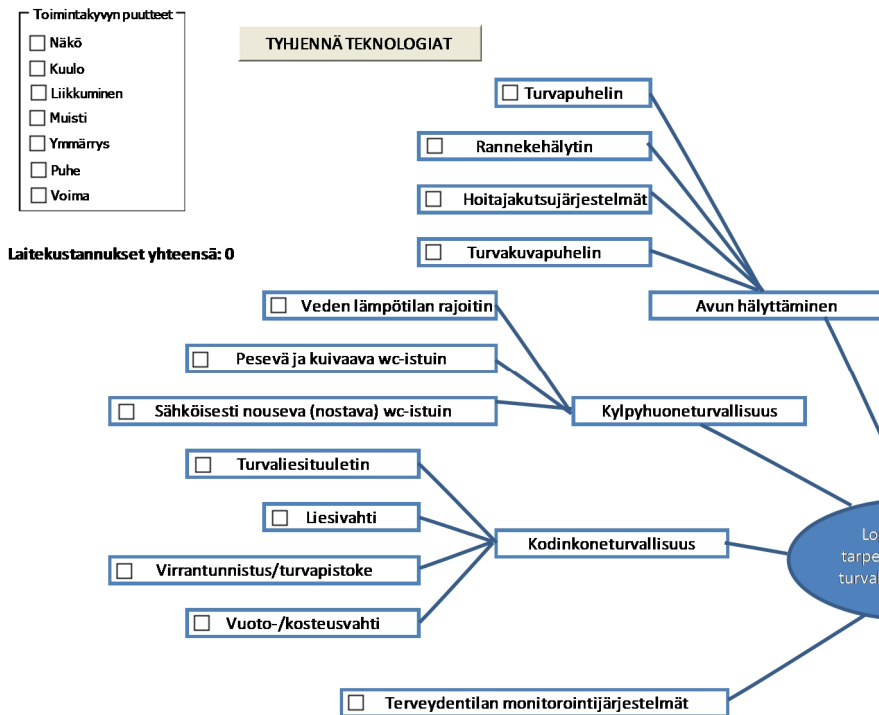 Toimintakyvyn puutteet
Näkö
Kuulo
Liikkuminen
Muisti
Ymmärrys
Puhe
Voima
TYHJENNÄ TEKNOLOGIAT
Laitekustannukset yhteensä: 0
Turvapuhelin
Rannekehälytin
Hoitajakutsujärjestelmät
Turvakuvapuhelin
Avun hälyttäminen
Veden lämpötilan rajoitin
Pesevä ja kuivaava wc-istuin
Sähköisesti nouseva (nostava) wc-istuin
Kylpyhuoneturvallisuus
Turvaliesituuletin
Liesivahti
Virrantunnistus/turvapistoke
Vuoto-/kosteusvahti
Kodinkoneturvallisuus
Terveydentilan monitorointijärjestelmät